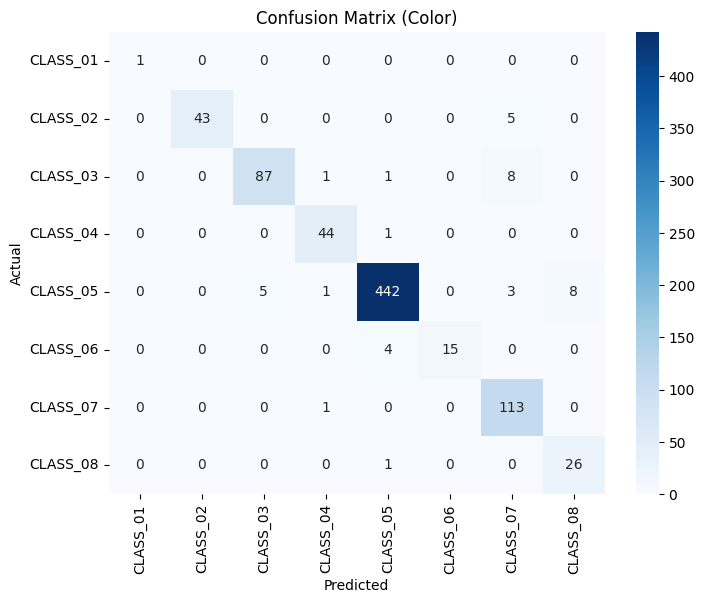 Confusion Matrix (Color)
CLASS_01 1 0 0 0 0 0 0 0
CLASS_02 0 43 0 0 0 0 5 0
CLASS_03 0 0 87 1 1 0 8 0
CLASS_04 0 0 0 44 1 0 0 0
CLASS_05 0 0 5 1 442 0 3 8
CLASS_06 0 0 0 0 4 15 0 0
CLASS_07 0 0 0 1 0 0 113 0
CLASS_08 0 0 0 0 1 0 0 26
Actual
CLASS_01 CLASS_02 CLASS_03 CLASS_04 CLASS_05 CLASS_06 CLASS_07 CLASS_08
Predicted
400
350
300
250
200
150
100
50
0